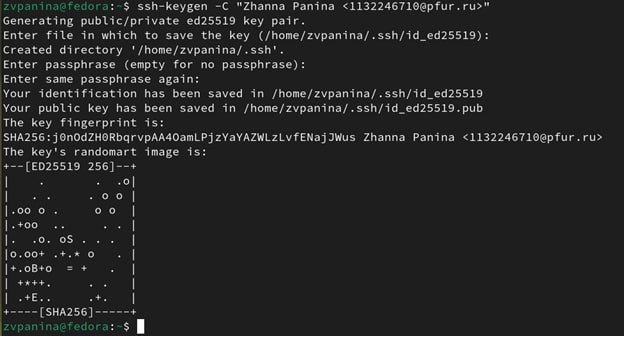 zvpanina@fedora:~$ ssh-keygen -C "Zhanna Panina <1132246710@pfur.ru>"
Generating public/private ed25519 key pair.
Enter file in which to save the key (/home/zvpanina/.ssh/id_ed25519):
Created directory '/home/zvpanina/.ssh'.
Enter passphrase (empty for no passphrase):
Enter same passphrase again:
Your identification has been saved in /home/zvpanina/.ssh/id_ed25519
Your public key has been saved in /home/zvpanina/.ssh/id_ed25519.pub
The key fingerprint is:
SHA256:j0nOdZH0RbqrvpAA4OamLPjzYaYAZWLzLvfENajJWus Zhanna Panina <1132246710@pfur.ru>
The key's randomart image is:
+--[ED25519 256]--+
|    .       .  .o|
|   . .     . o o |
|.oo o .     o o  |
|.+oo  ..     . . |
|.  .o. oS . . .  |
|o.oo+ .+.* o   . |
|+.oB+o  = +   .  |
| +*++.     . .   |
| .+E..     .+.   |
+----[SHA256]-----+
zvpanina@fedora:~$